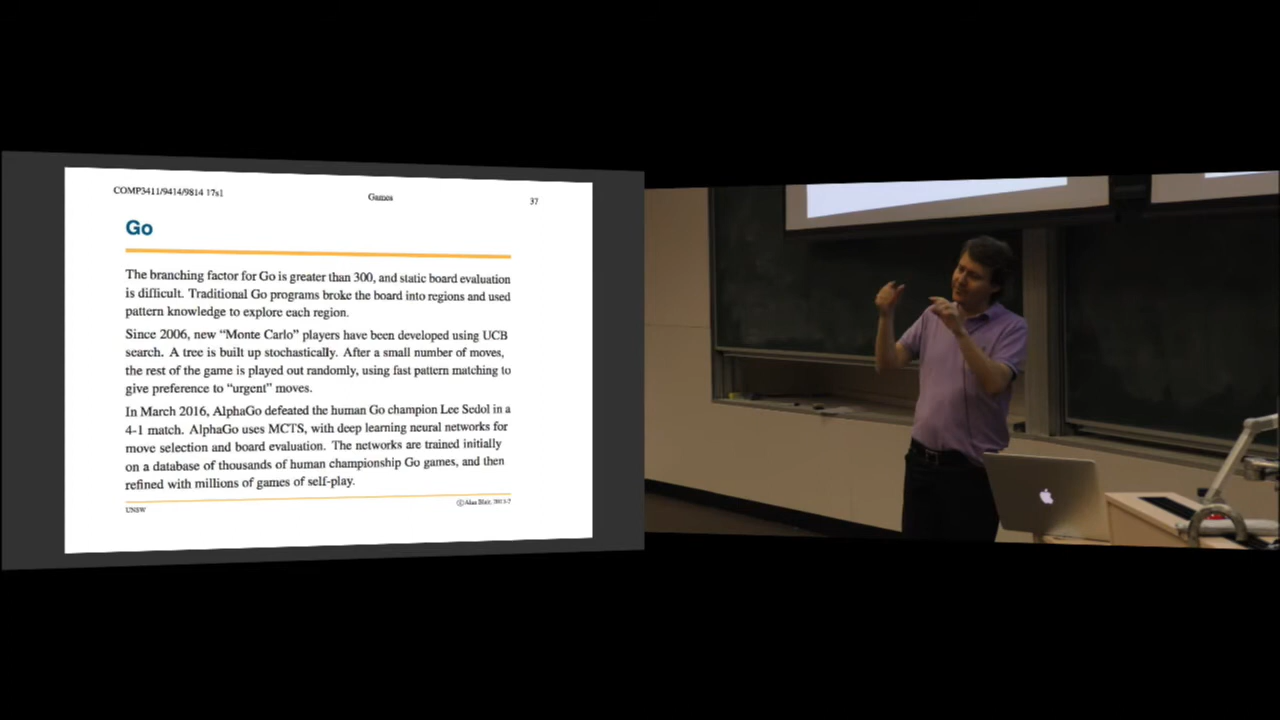 COMP3411/9414/9814 17s1
Games
37
Go
The branching factor for Go is greater than 300, and static board evaluation
is difficult. Traditional Go programs broke the board into regions and used
pattern knowledge to explore each region.
Since 2006, new “Monte Carlo” players have been developed using UCB
search. A tree is built up stochastically. After a small number of moves,
the rest of the game is played out randomly, using fast pattern matching to
give preference to “urgent” moves.
In March 2016, AlphaGo defeated the human Go champion Lee Sedol in a
4-1 match. AlphaGo uses MCTS, with deep learning neural networks for
move selection and board evaluation. The networks are trained initially
on a database of thousands of human championship Go games, and then
refined with millions of games of self-play.
UNSW
©Alan Blair, 2013-7